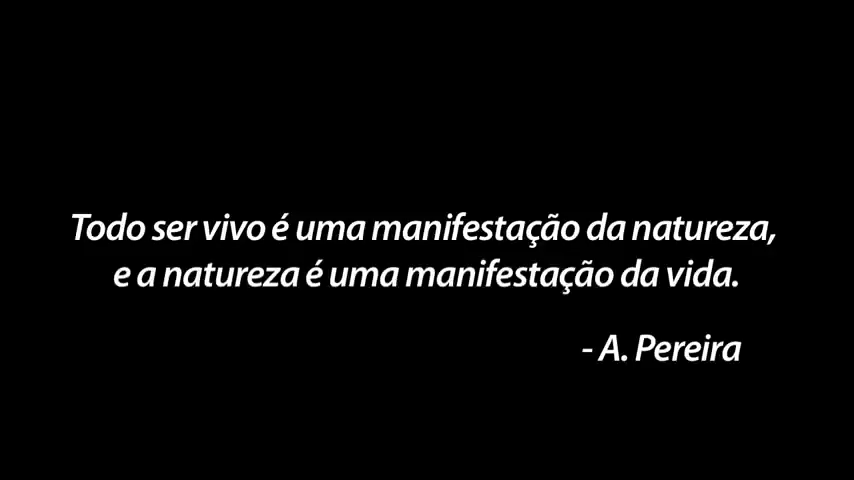 Todo ser vivo é uma manifestação da natureza,
e a natureza é uma manifestação da vida.
- A. Pereira